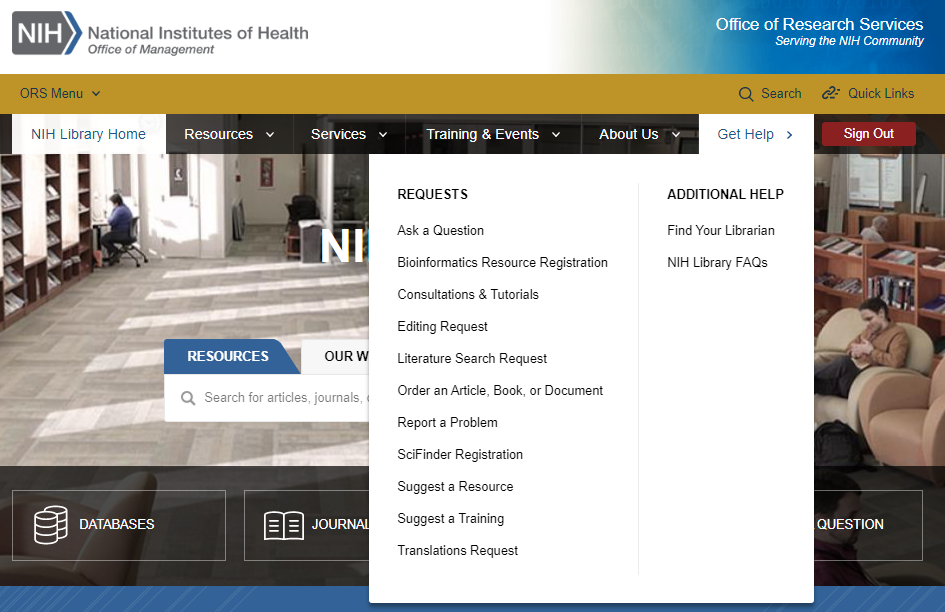 NIH National Institutes of Health
Office of Management
Office of Research Services
Serving the NIH Community
ORS Menu
Search
Quick Links
NIH Library Home
Resources
Services
Training & Events
About Us
Get Help
Sign Out
REQUESTS
Ask a Question
Bioinformatics Resource Registration
Consultations & Tutorials
Editing Request
Literature Search Request
Order an Article, Book, or Document
Report a Problem
SciFinder Registration
Suggest a Resource
Suggest a Training
Translations Request
ADDITIONAL HELP
Find Your Librarian
NIH Library FAQs
NI
RESOURCES
OUR W
Search for articles, journals,
DATABASES
JOURNAL
QUESTION